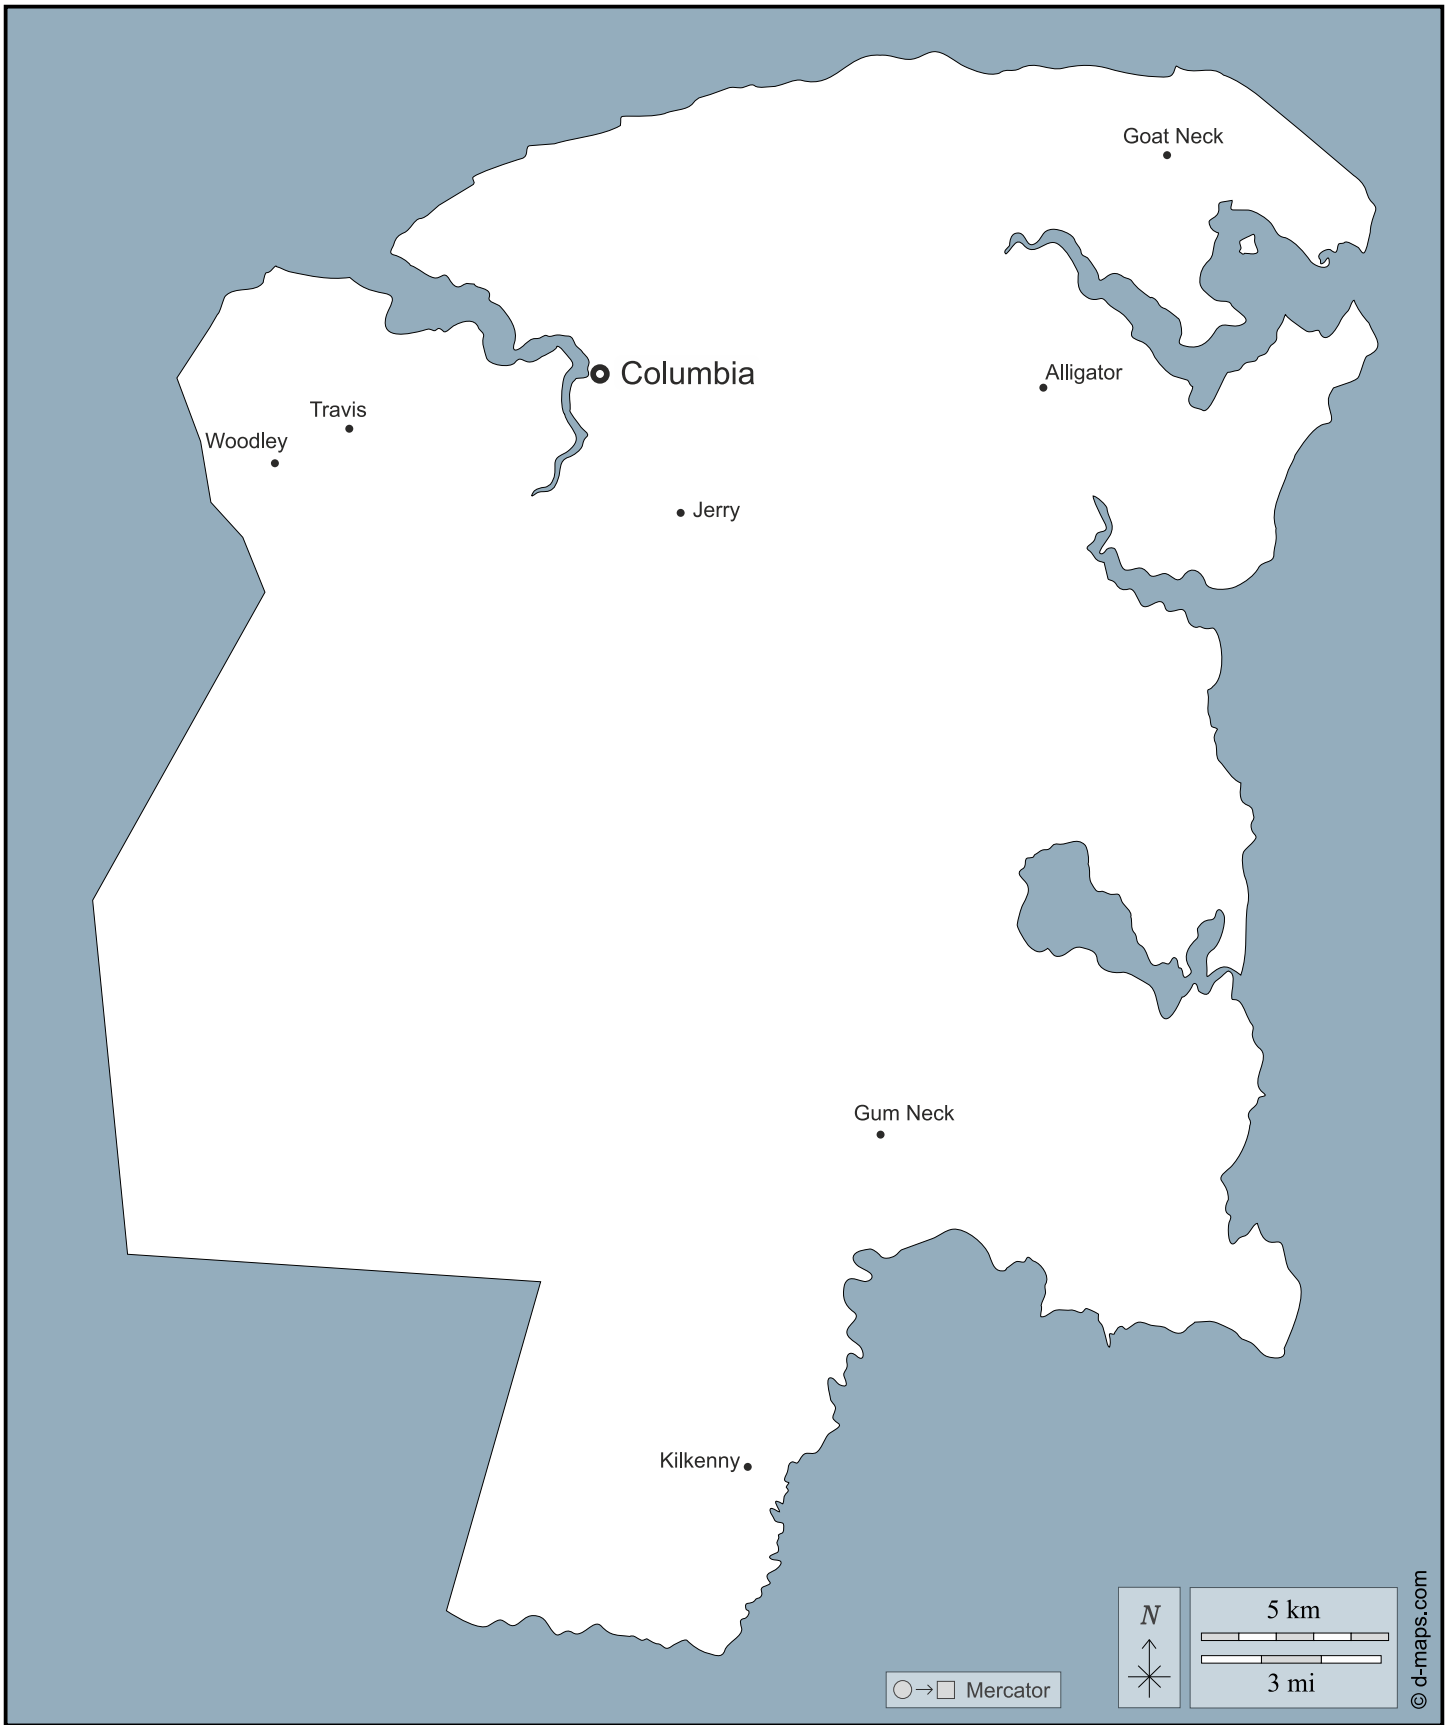 Goat Neck
Columbia
Alligator
Travis
Woodley
Jerry
Gum Neck
Kilkenny
N
5 km
3 mi
Mercator
© d-maps.com